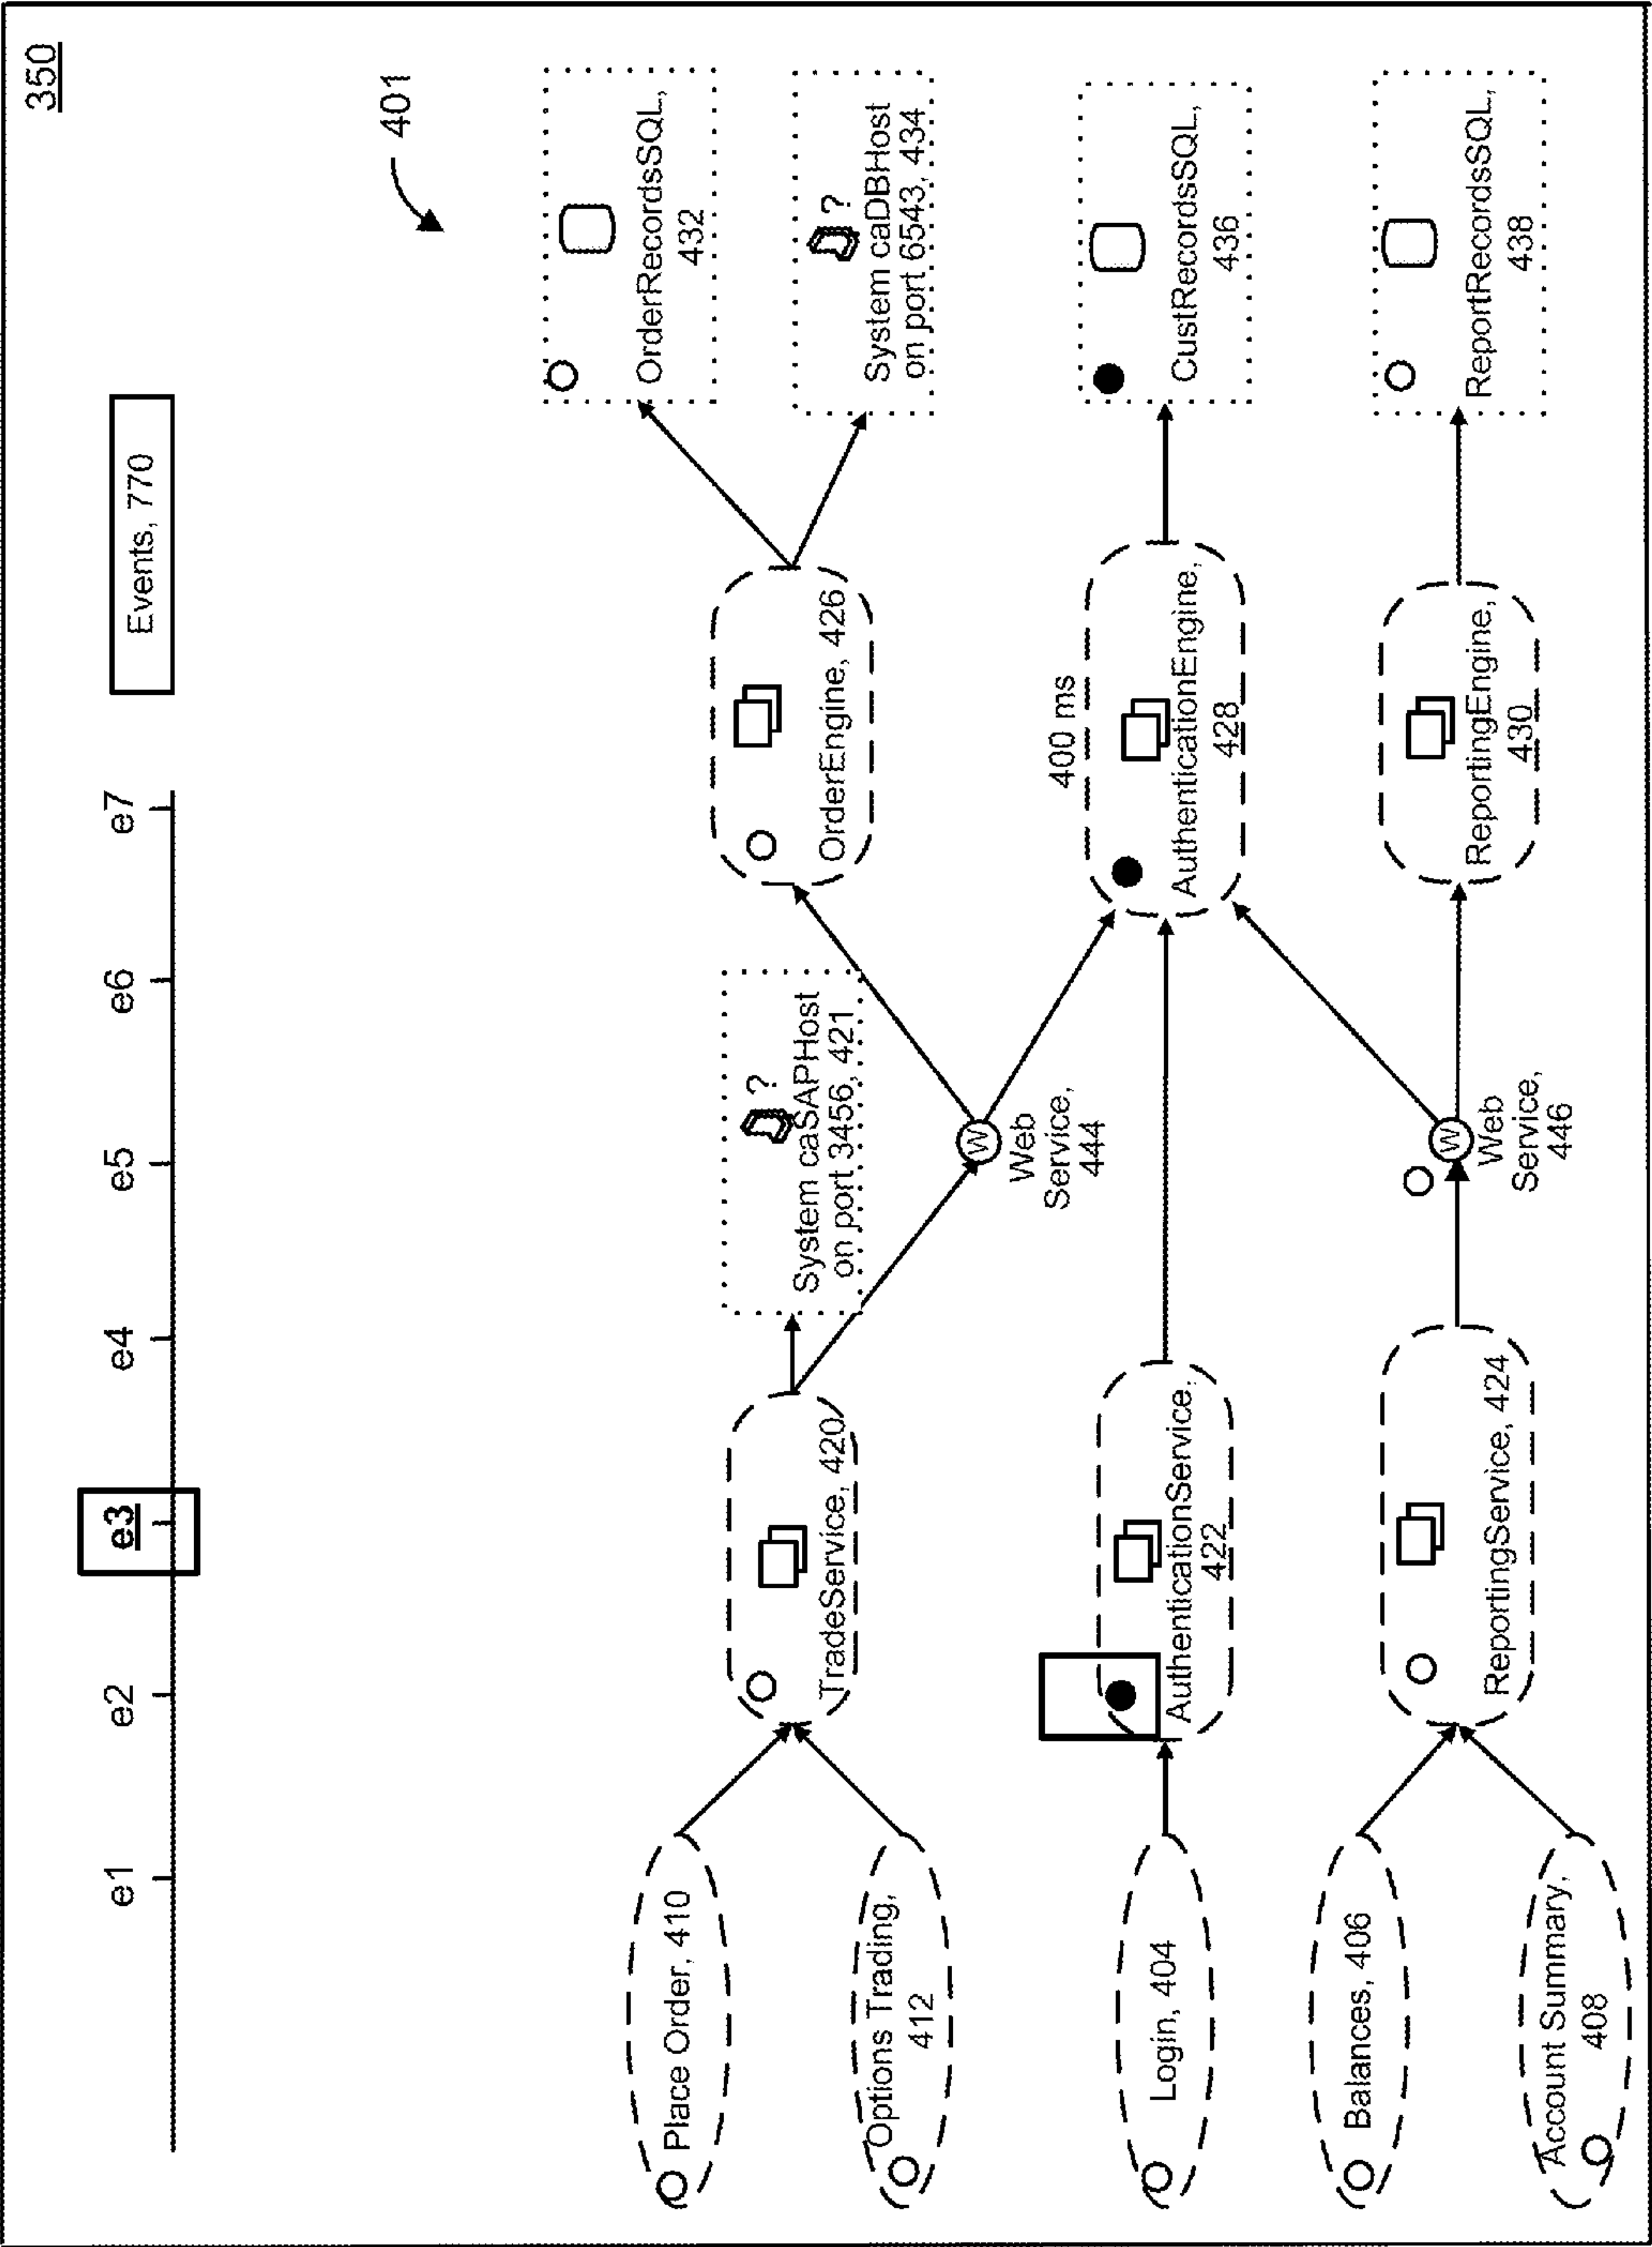 350
Events, 770
e1
e2
e3
e4
e5
e6
e7
401
Place Order, 410
Options Trading,
412
Login, 404
Balances, 406
Account Summary,
408
TradeService, 420
AuthenticationService,
422
ReportingService, 424
?
System caSAPHost
on port 3456, 421
W
Web
Service,
444
W
Web
Service,
446
OrderEngine, 426
400 ms
AuthenticationEngine,
428
ReportingEngine,
430
OrderRecordsSQL,
432
?
System caDBHost
on port 6543, 434
CustRecordsSQL,
436
ReportRecordsSQL,
438